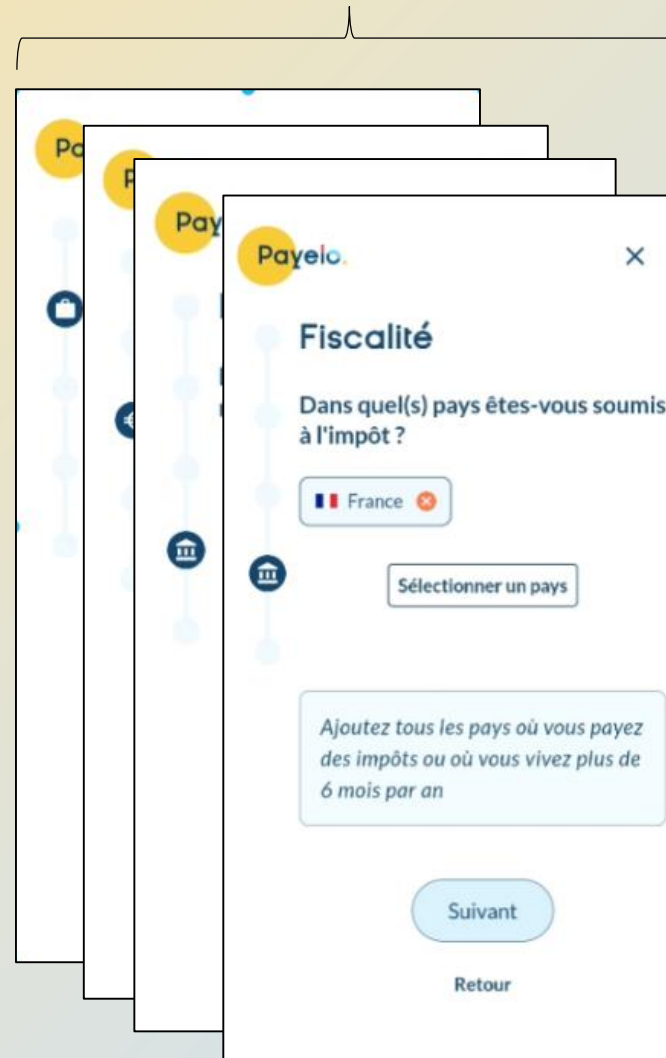 Payelo.
Fiscalité
Dans quel(s) pays êtes-vous soumis
à l'impôt ?
France
Sélectionner un pays
Ajoutez tous les pays où vous payez
des impôts ou où vous vivez plus de
6 mois par an
Suivant
Retour